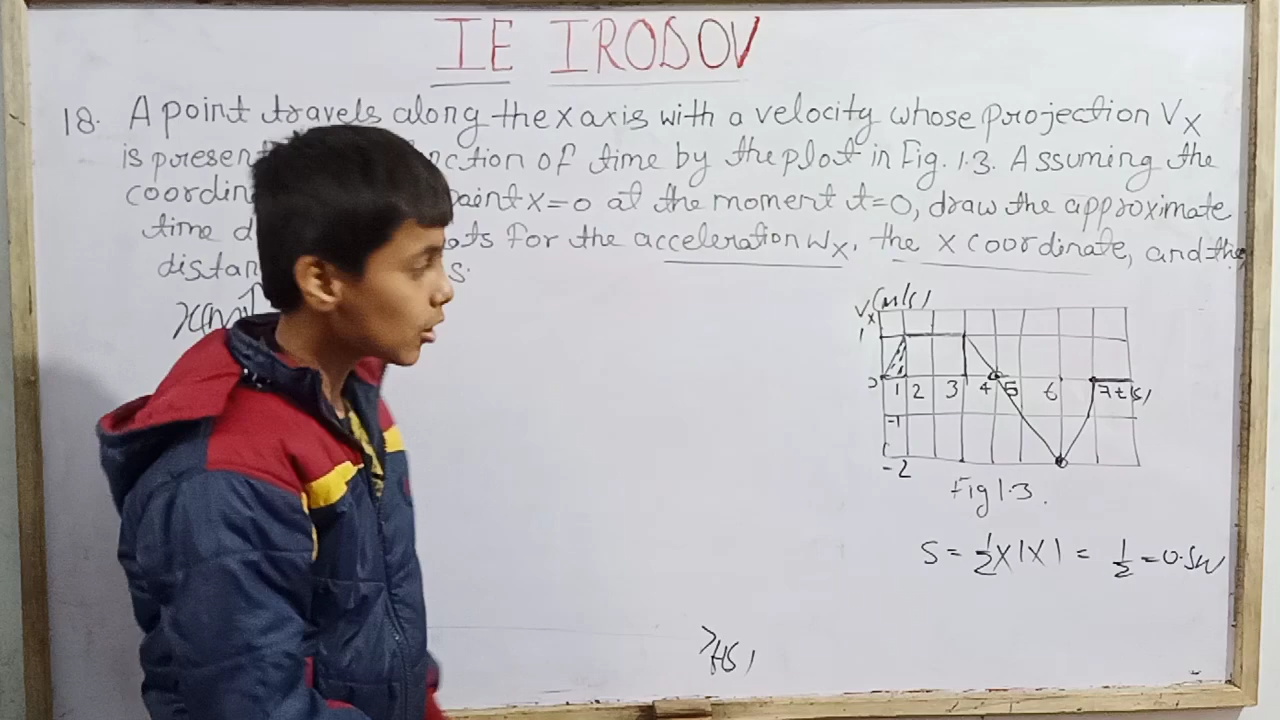 IE IRODOV
18. A point travels along the x axis with a velocity whose projection Vx
is presen ction of time by the plot in Fig. 1.3. Assuming the
coordin point x=0 at the moment t=0, draw the approximate
time d ots for the acceleration Wx, the x coordinate, and the
distan s.
x(m)
Vx (m/s)
1
0 1 2 3 4 5 6 7 t(s)
-1
-2
Fig 1.3.
S = 1/2 x 1 x 1 = 1/2 = 0.5
t(s)